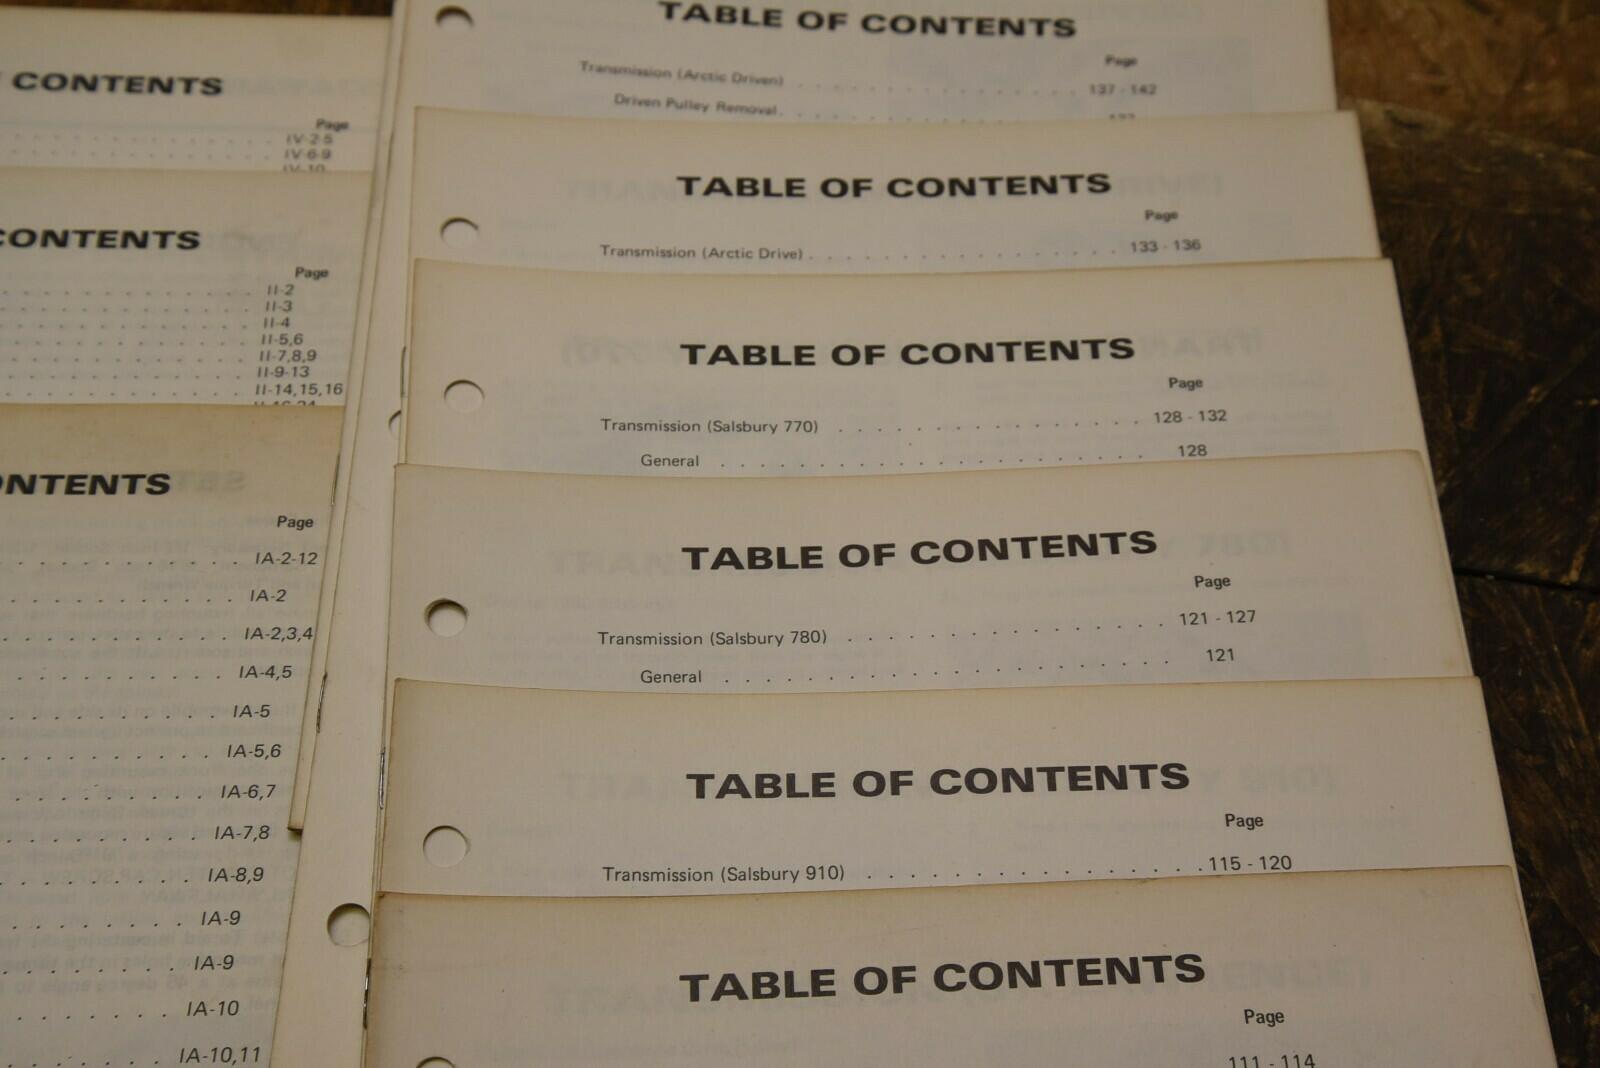 CONTENTS
Page
IV-2-5
IV-6-9
IV-10
CONTENTS
Page
II-2
II-3
II-4
II-5,6
II-7,8,9
II-9-13
II-14,15,16
ONTENTS
Page
IA-2-12
IA-2
IA-2,3,4
IA-4,5
IA-5
IA-5,6
IA-6,7
IA-7,8
IA-8,9
IA-9
IA-9
IA-10
IA-10,11
TABLE OF CONTENTS
Page
Transmission (Arctic Driven) . . . . . . . . . . . . . . . . 137 - 142
Driven Pulley Removal. . . . . . . . . . . . . . . .
TABLE OF CONTENTS
Page
Transmission (Arctic Drive) . . . . . . . . . . . . . . . . . 133 - 136
TABLE OF CONTENTS
Page
Transmission (Salsbury 770) . . . . . . . . . . . . . . . . 128 - 132
General . . . . . . . . . . . . . . . . . . . . . . 128
TABLE OF CONTENTS
Page
Transmission (Salsbury 780) . . . . . . . . . . . . . . . . 121 - 127
General . . . . . . . . . . . . . . . . . . . . 121
TABLE OF CONTENTS
Page
Transmission (Salsbury 910) . . . . . . . . . . . . . . . . 115 - 120
TABLE OF CONTENTS
Page
111 - 114